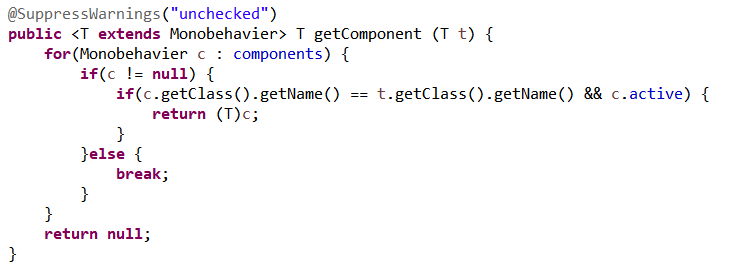 @SuppressWarnings("unchecked")
public <T extends Monobehavier> T getComponent (T t) {
    for(Monobehavier c : components) {
        if(c != null) {
            if(c.getClass().getName() == t.getClass().getName() && c.active) {
                return (T)c;
            }
        }else {
            break;
        }
    }
    return null;
}